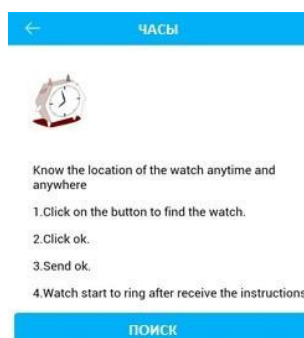 ЧАСЫ
Know the location of the watch anytime and
anywhere
1.Click on the button to find the watch.
2.Click ok.
3.Send ok.
4.Watch start to ring after receive the instructions
ПОИСК